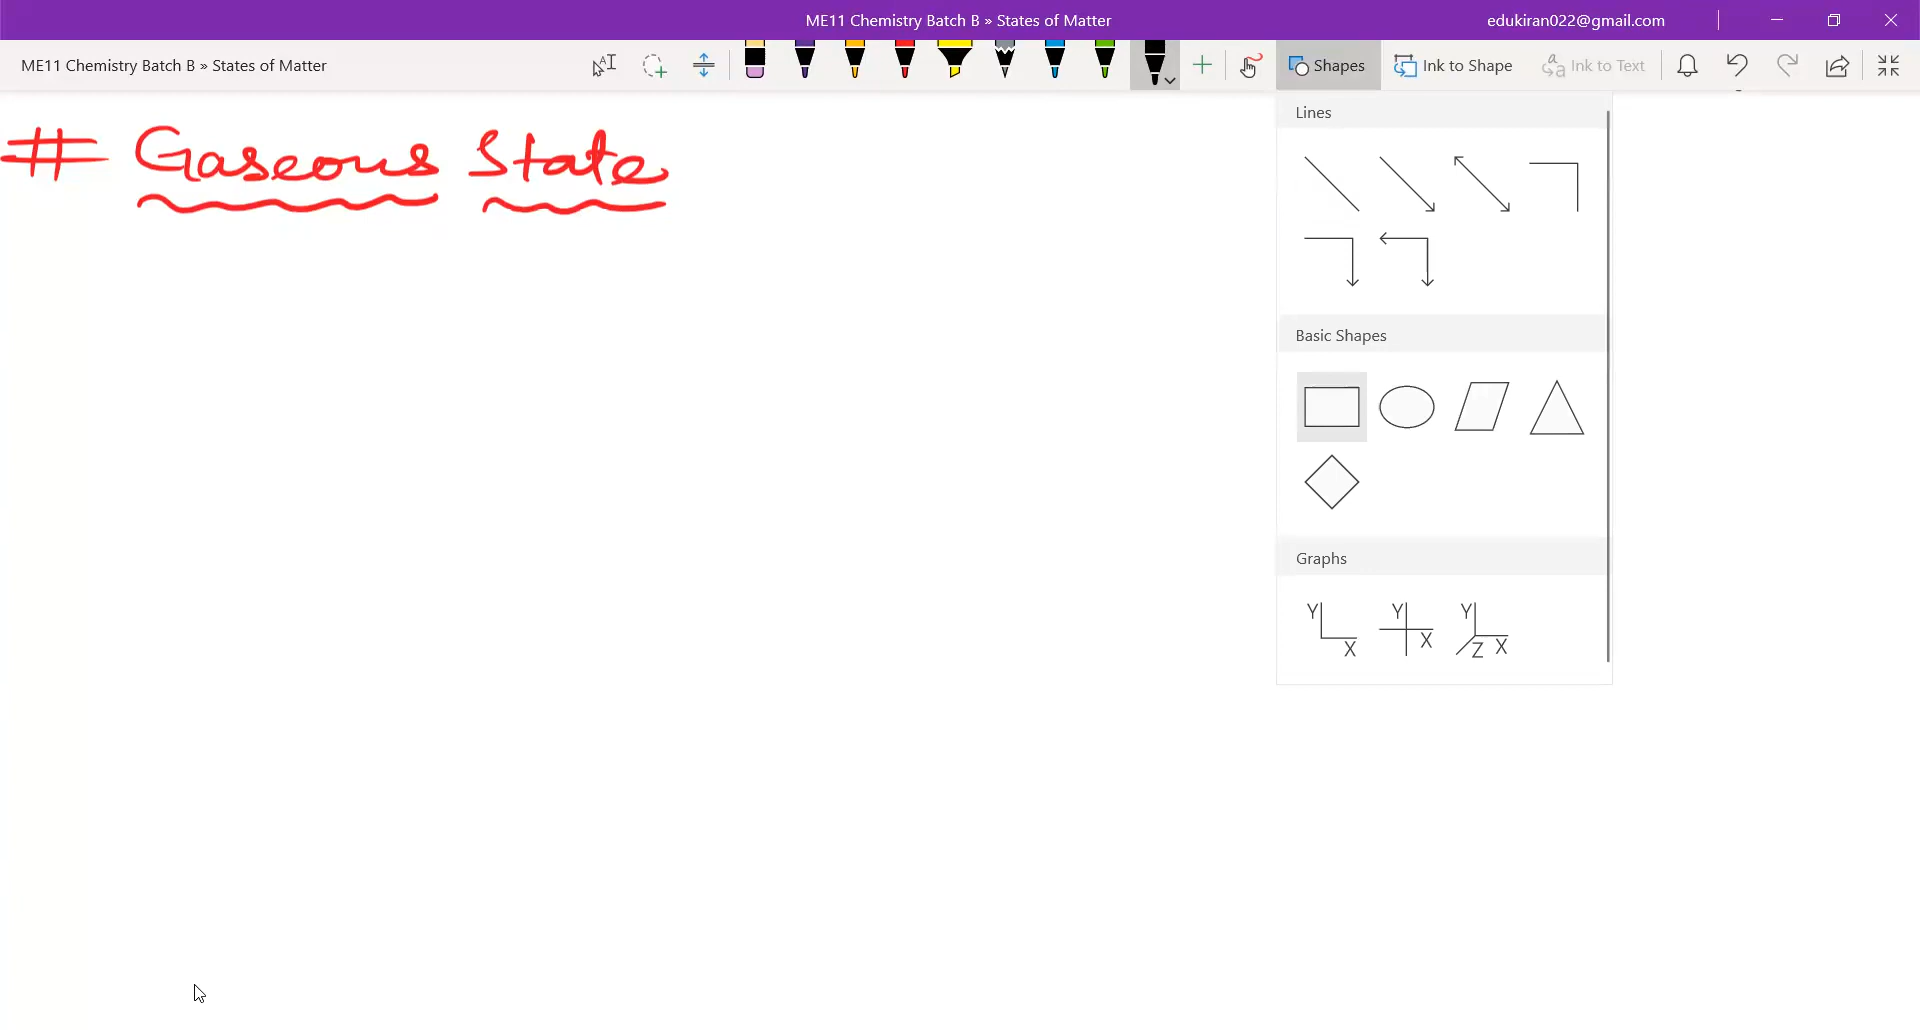 ME11 Chemistry Batch B » States of Matter
edukiran022@gmail.com
ME11 Chemistry Batch B » States of Matter
Shapes
Ink to Shape
Ink to Text
# Gaseous State
Lines
Basic Shapes
Graphs
Y X
Y X
Y Z X